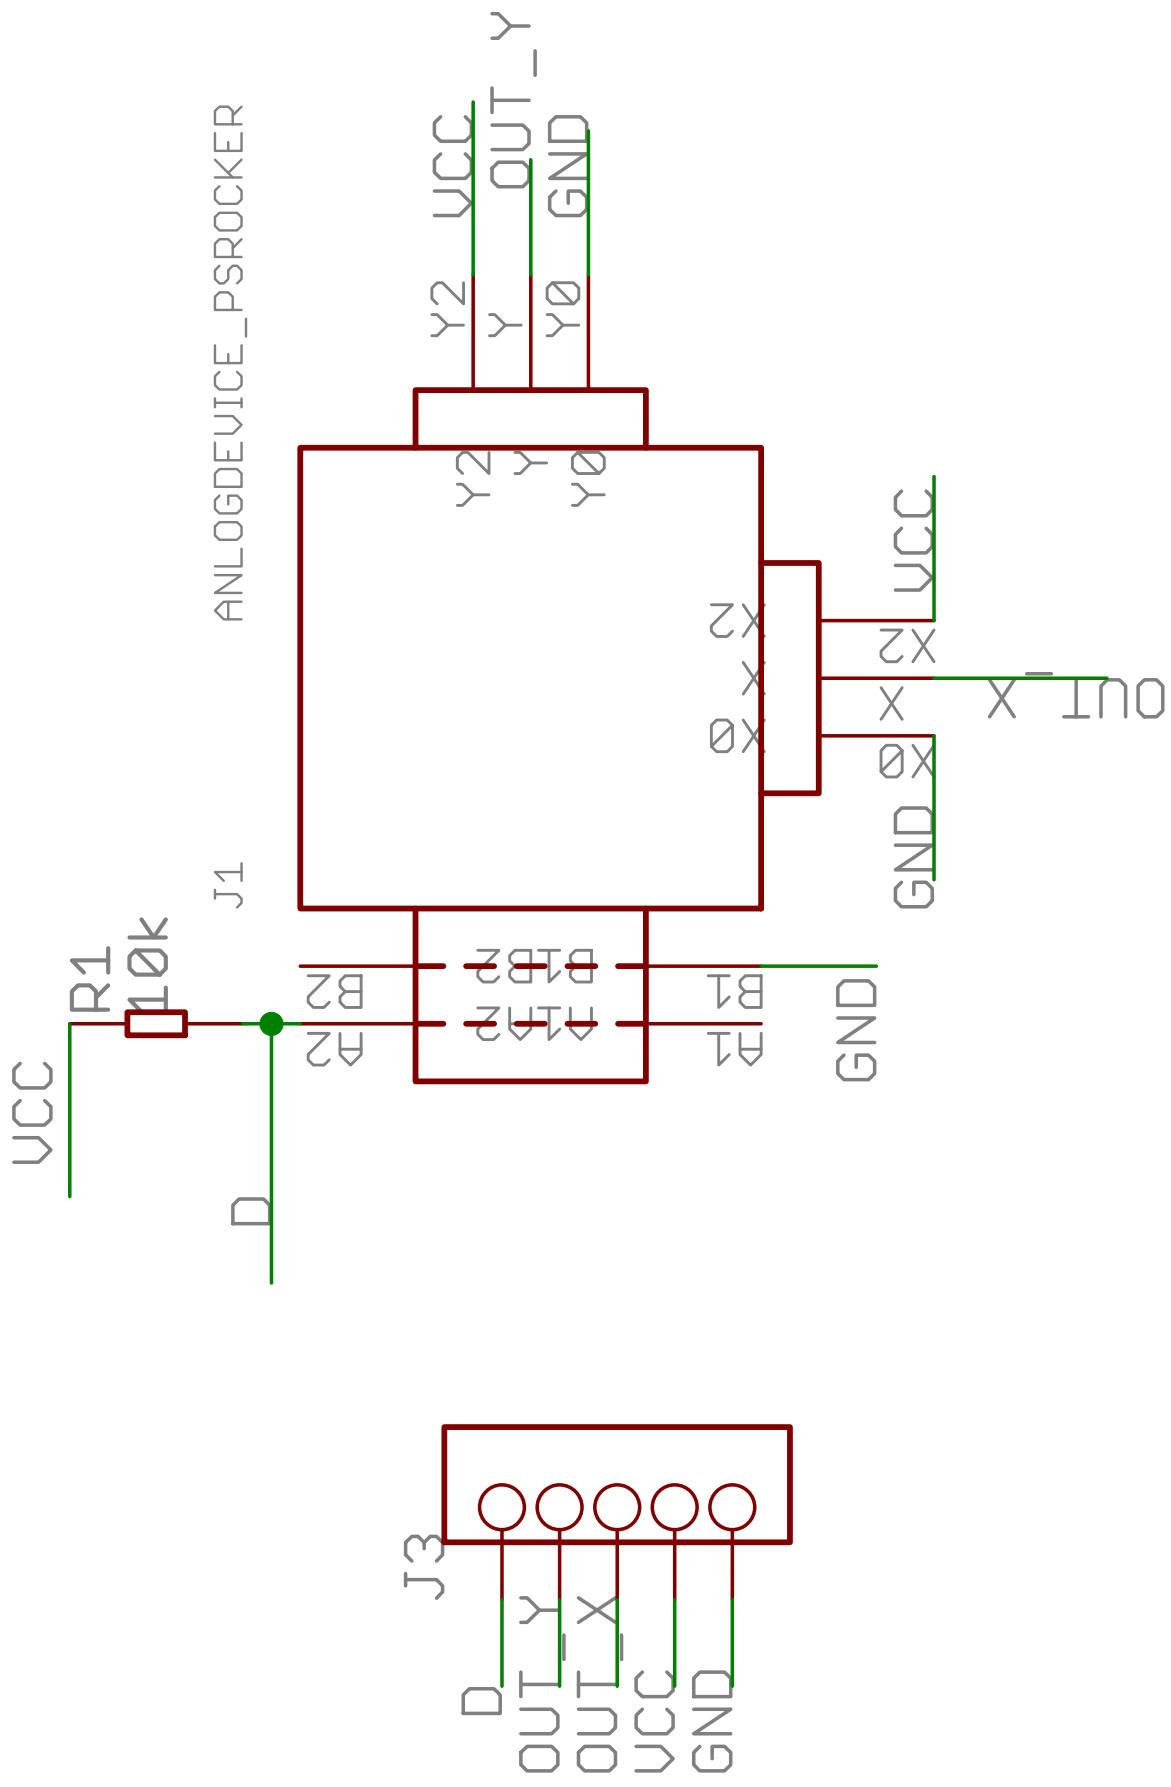 ANLOGDEVICE_PSROCKER
VCC
OUT_Y
GND
Y2
Y
Y0
Y2
Y
Y0
VCC
X2
X2
X
X
OUT_X
X0
X0
GND
J1
R1
10k
B2
B1B2
B1
A2
A1A2
A1
GND
VCC
D
J3
D
OUT_Y
OUT_X
VCC
GND